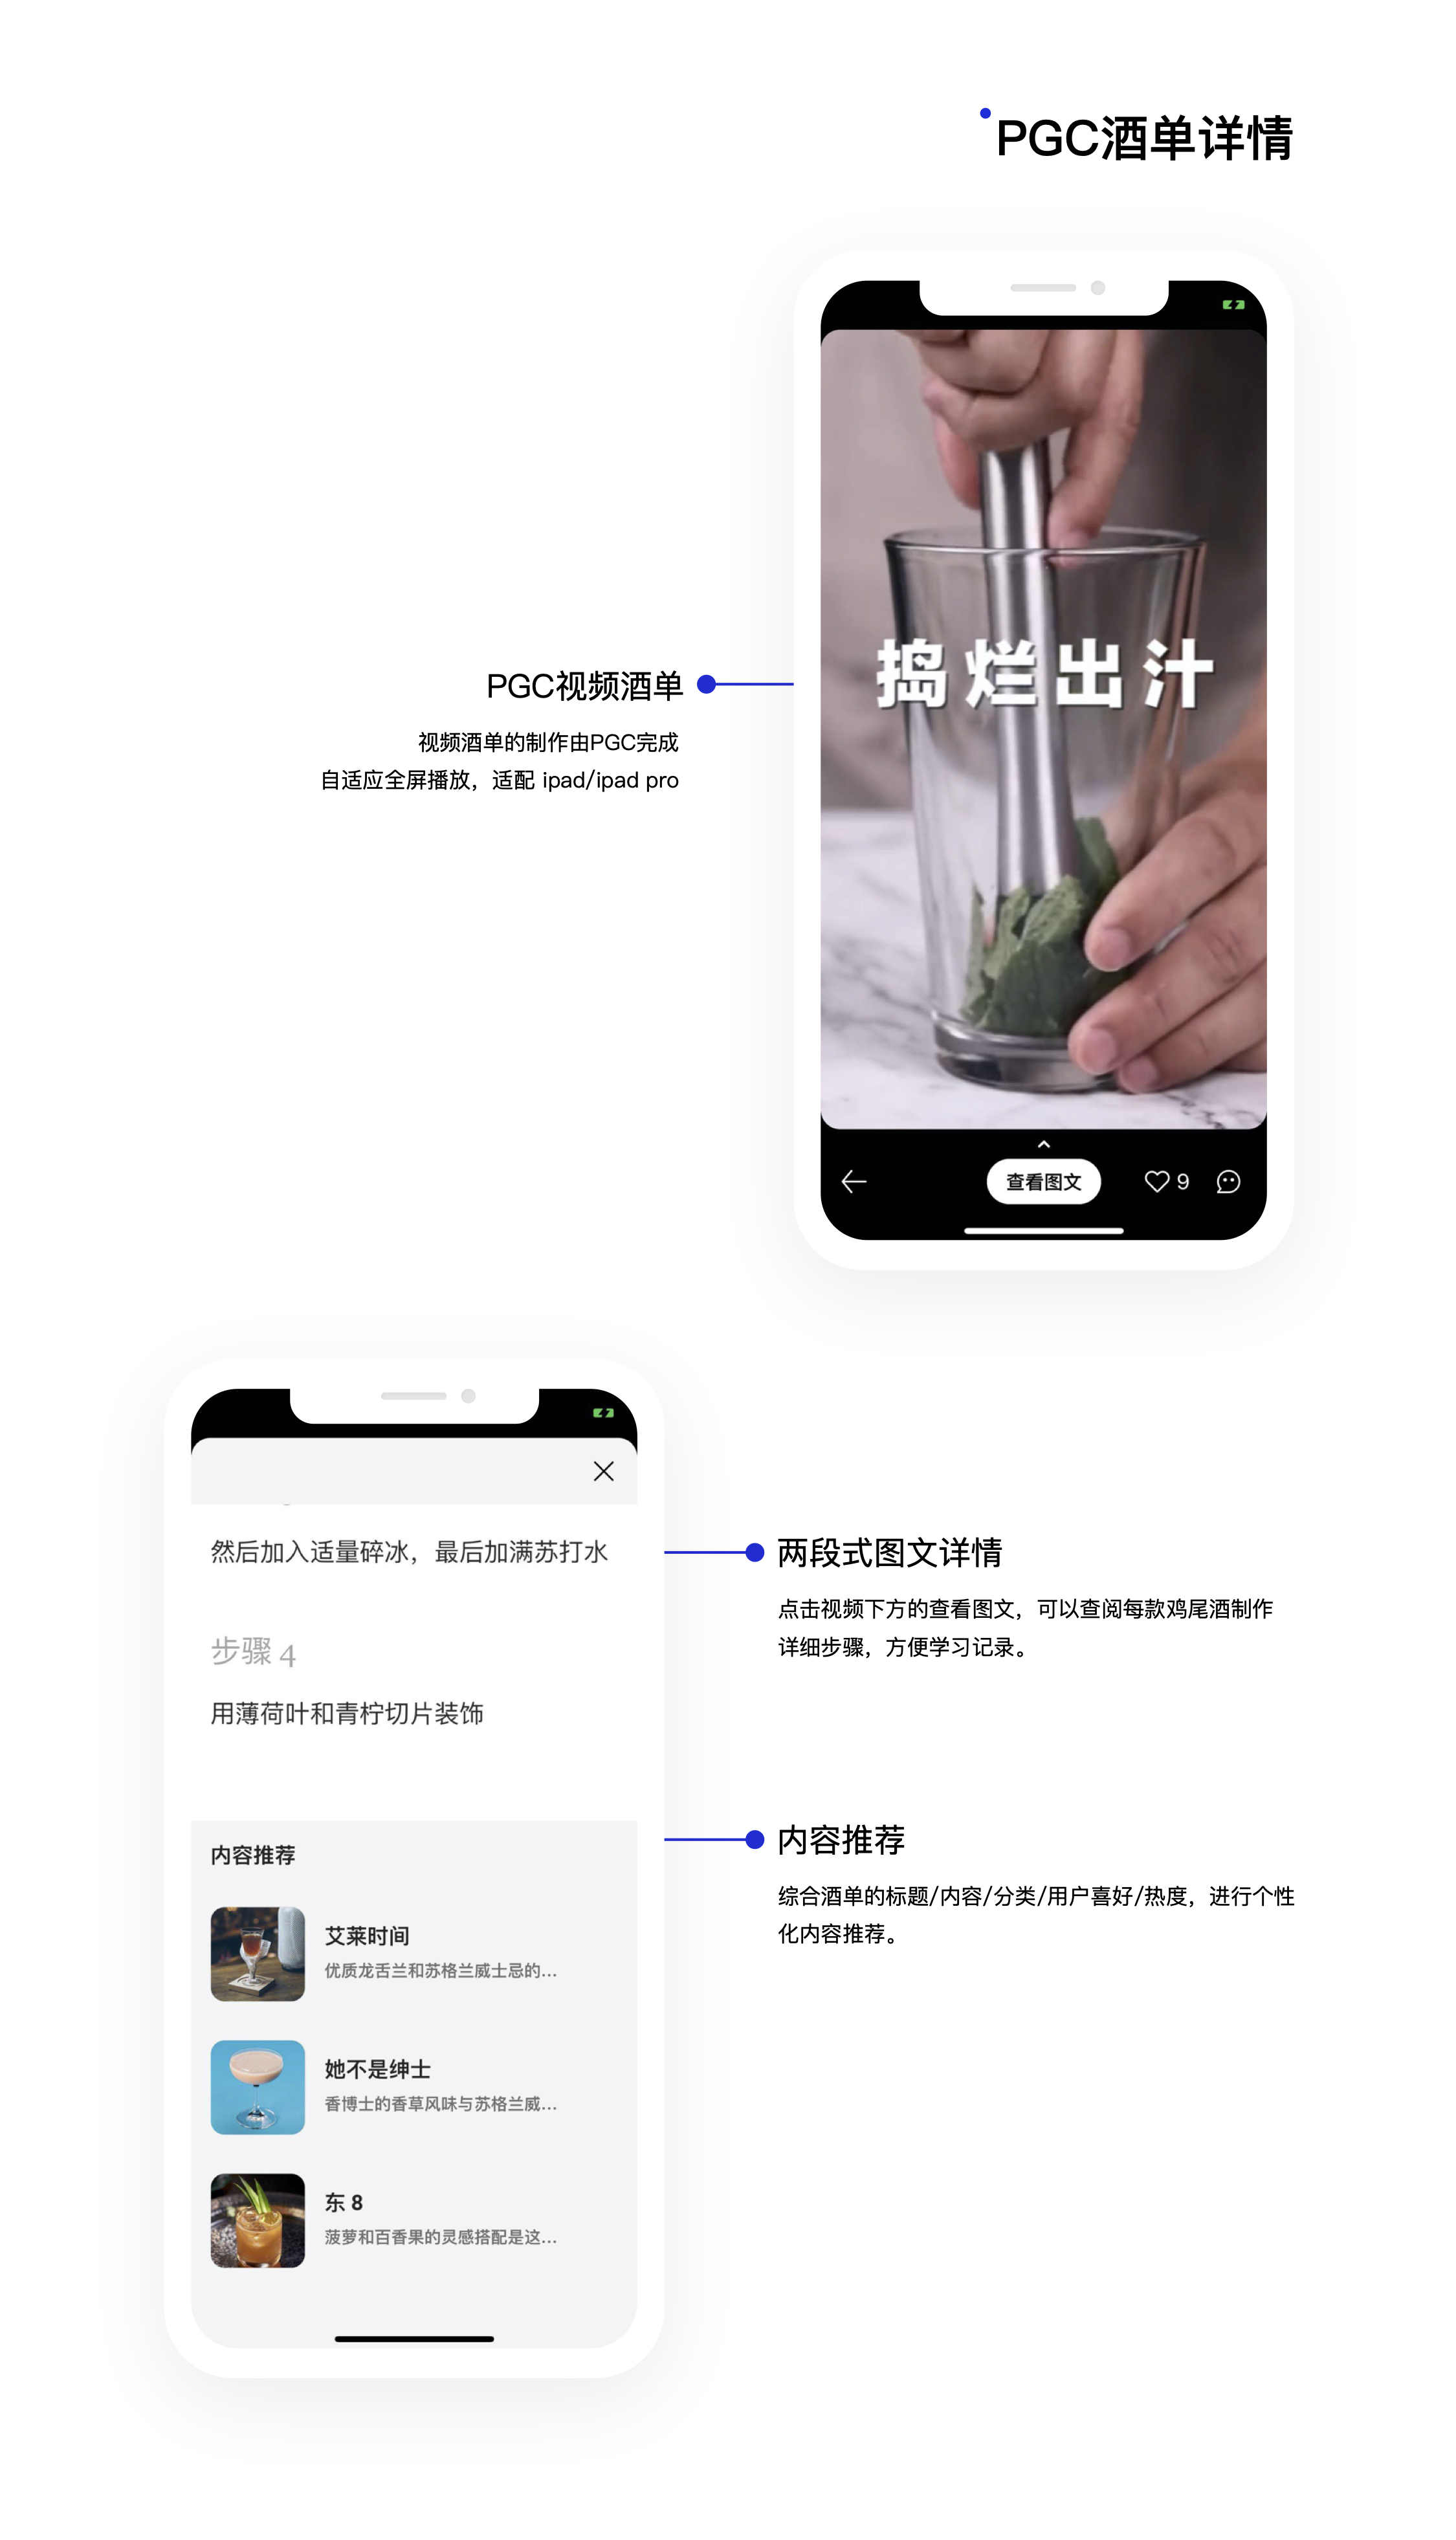 PGC酒单详情
PGC视频酒单
视频酒单的制作由PGC完成
自适应全屏播放，适配 ipad/ipad pro
捣烂出汁
查看图文
9
然后加入适量碎冰，最后加满苏打水
步骤 4
用薄荷叶和青柠切片装饰
内容推荐
艾莱时间
优质龙舌兰和苏格兰威士忌的...
她不是绅士
香博士的香草风味与苏格兰威...
东 8
菠萝和百香果的灵感搭配是这...
两段式图文详情
点击视频下方的查看图文，可以查阅每款鸡尾酒制作
详细步骤，方便学习记录。
内容推荐
综合酒单的标题/内容/分类/用户喜好/热度，进行个性
化内容推荐。